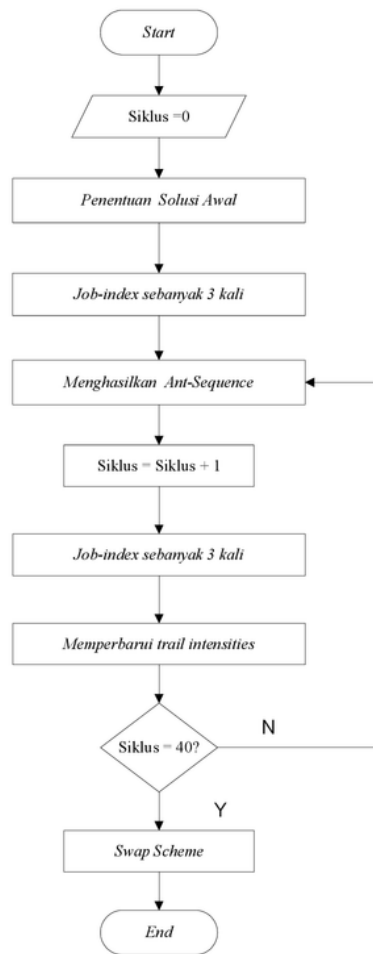 Start
Siklus =0
Penentuan Solusi Awal
Job-index sebanyak 3 kali
Menghasilkan Ant-Sequence
Siklus = Siklus + 1
Job-index sebanyak 3 kali
Memperbarui trail intensities
Siklus = 40?
N
Y
Swap Scheme
End